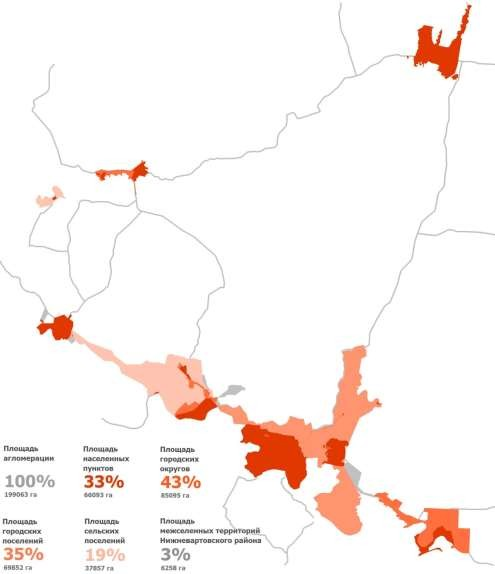 Площадь
агломерации
100%
199063 га
Площадь
населенных
пунктов
33%
66093 га
Площадь
городских
округов
43%
85095 га
Площадь
городских
поселений
35%
69852 га
Площадь
сельских
поселений
19%
37857 га
Площадь
межселенных территорий
Нижневартовского района
3%
6258 га